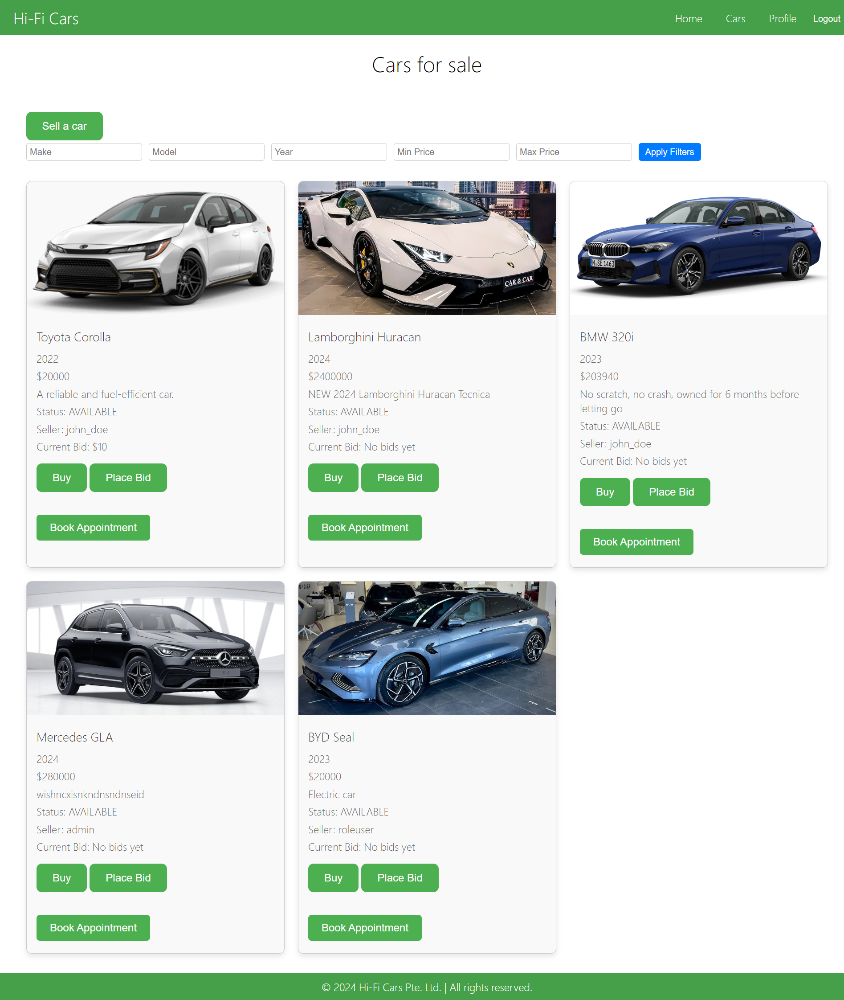 Hi-Fi Cars
Home Cars Profile Logout
Cars for sale
Sell a car
Make Model Year Min Price Max Price Apply Filters
CAR & CAR
M SE 1463
Toyota Corolla
2022
$20000
A reliable and fuel-efficient car.
Status: AVAILABLE
Seller: john_doe
Current Bid: $10
Buy Place Bid
Book Appointment
Lamborghini Huracan
2024
$2400000
NEW 2024 Lamborghini Huracan Tecnica
Status: AVAILABLE
Seller: john_doe
Current Bid: No bids yet
Buy Place Bid
Book Appointment
BMW 320i
2023
$203940
No scratch, no crash, owned for 6 months before
letting go
Status: AVAILABLE
Seller: john_doe
Current Bid: No bids yet
Buy Place Bid
Book Appointment
GLA
BYD
Mercedes GLA
2024
$280000
wishncxisnkndnsndnseid
Status: AVAILABLE
Seller: admin
Current Bid: No bids yet
Buy Place Bid
Book Appointment
BYD Seal
2023
$20000
Electric car
Status: AVAILABLE
Seller: roleuser
Current Bid: No bids yet
Buy Place Bid
Book Appointment
© 2024 Hi-Fi Cars Pte. Ltd. | All rights reserved.